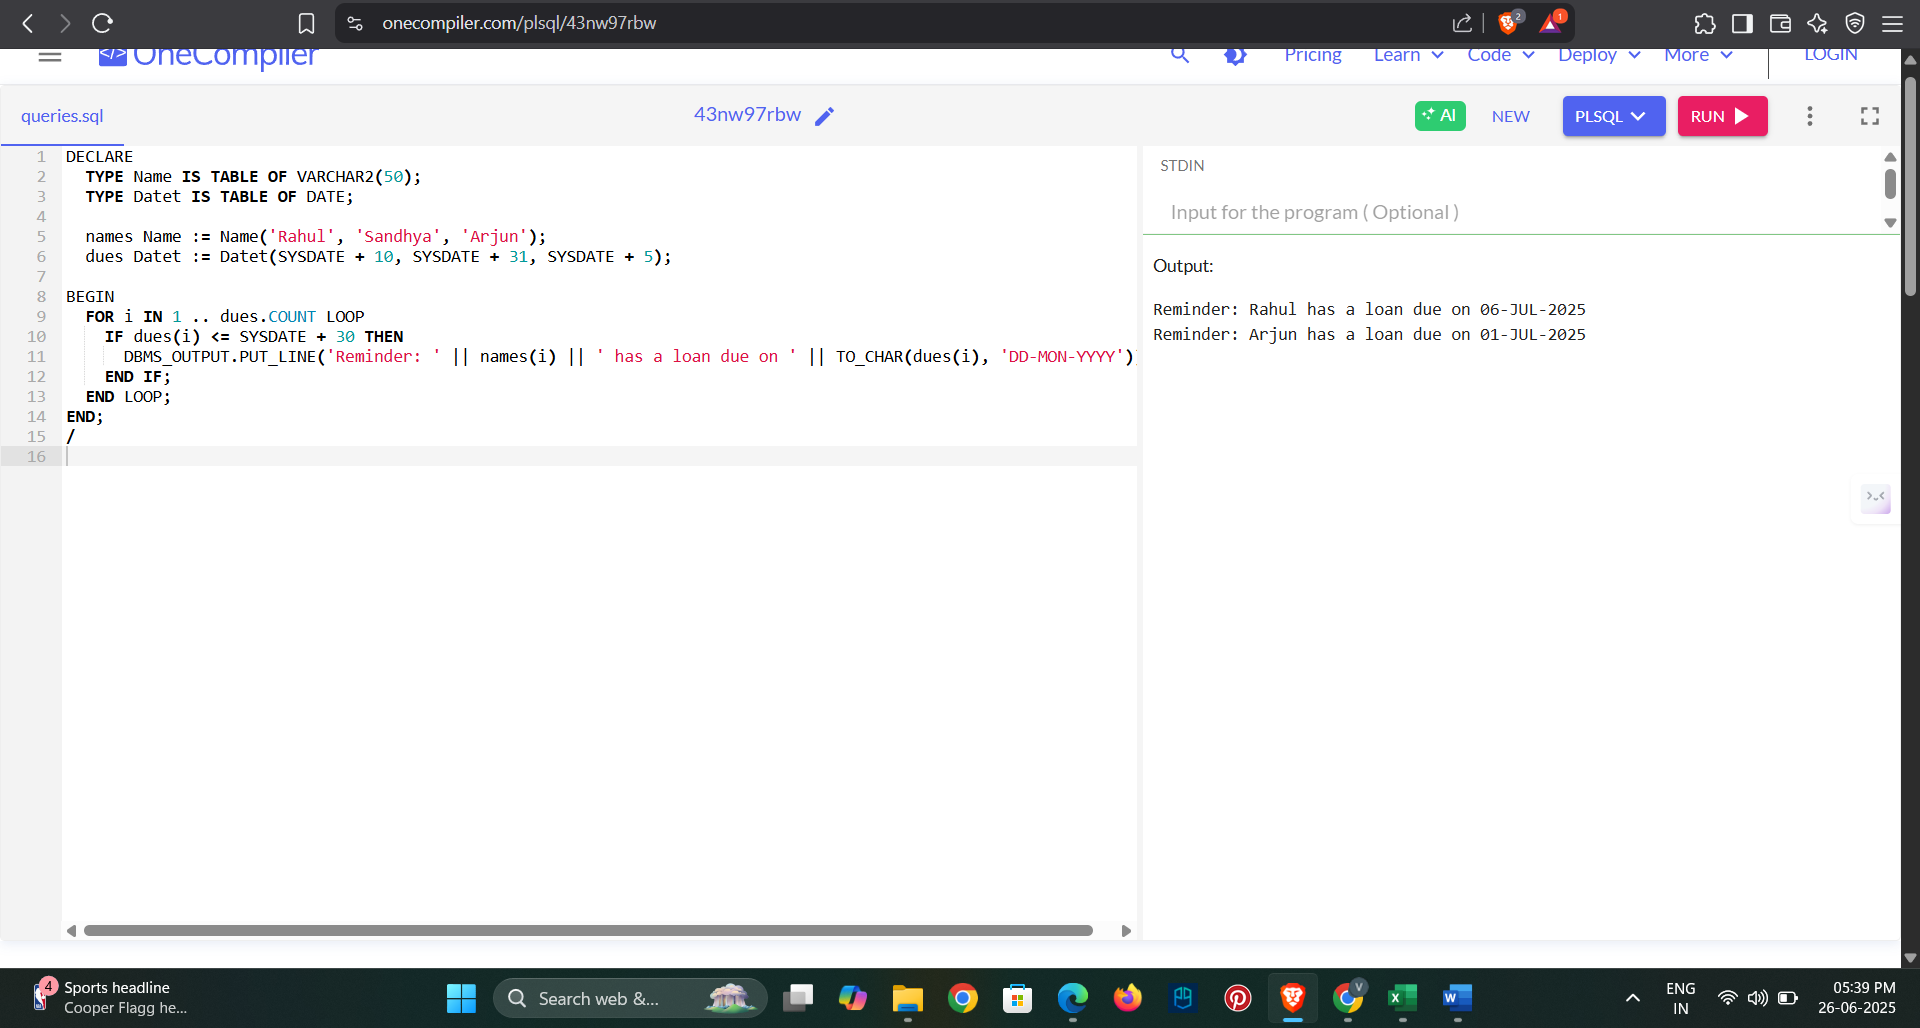 onecompiler.com/plsql/43nw97rbw
2
1
OneCompiler
Pricing
Learn
Code
Deploy
More
LOGIN
queries.sql
43nw97rbw
AI
NEW
PLSQL
RUN
1 DECLARE
2   TYPE Name IS TABLE OF VARCHAR2(50);
3   TYPE Datet IS TABLE OF DATE;
4
5   names Name := Name('Rahul', 'Sandhya', 'Arjun');
6   dues Datet := Datet(SYSDATE + 10, SYSDATE + 31, SYSDATE + 5);
7
8 BEGIN
9   FOR i IN 1 .. dues.COUNT LOOP
10     IF dues(i) <= SYSDATE + 30 THEN
11       DBMS_OUTPUT.PUT_LINE('Reminder: ' || names(i) || ' has a loan due on ' || TO_CHAR(dues(i), 'DD-MON-YYYY')
12     END IF;
13   END LOOP;
14 END;
15 /
16
STDIN
Input for the program ( Optional )
Output:
Reminder: Rahul has a loan due on 06-JUL-2025
Reminder: Arjun has a loan due on 01-JUL-2025
4
Sports headline
Cooper Flagg he...
Search web &...
V
ENG
IN
05:39 PM
26-06-2025